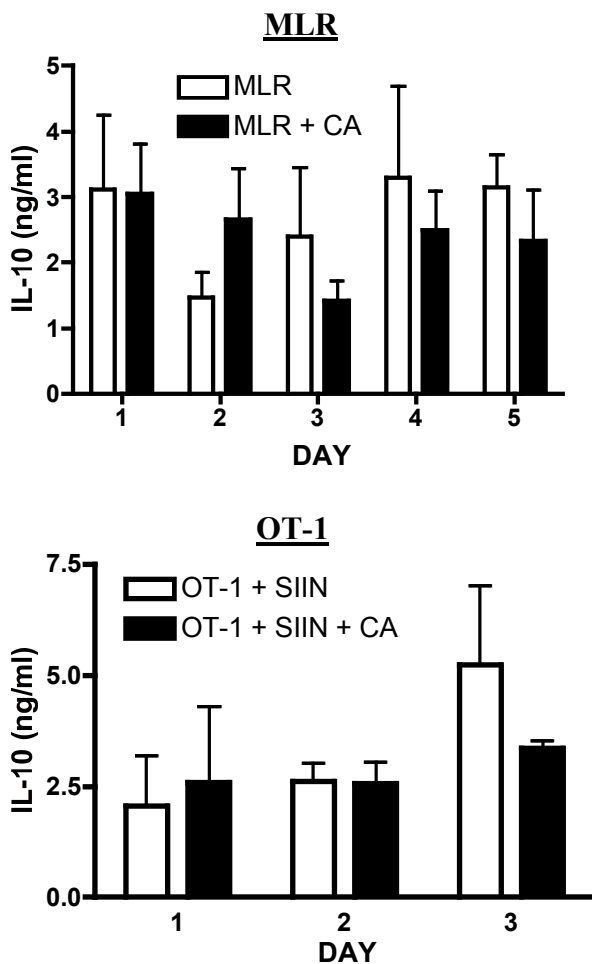 MLR
5
4
3
2
1
0
IL-10 (ng/ml)
MLR
MLR + CA
1 2 3 4 5
DAY
OT-1
7.5
5.0
2.5
0.0
IL-10 (ng/ml)
OT-1 + SIIN
OT-1 + SIIN + CA
1 2 3
DAY